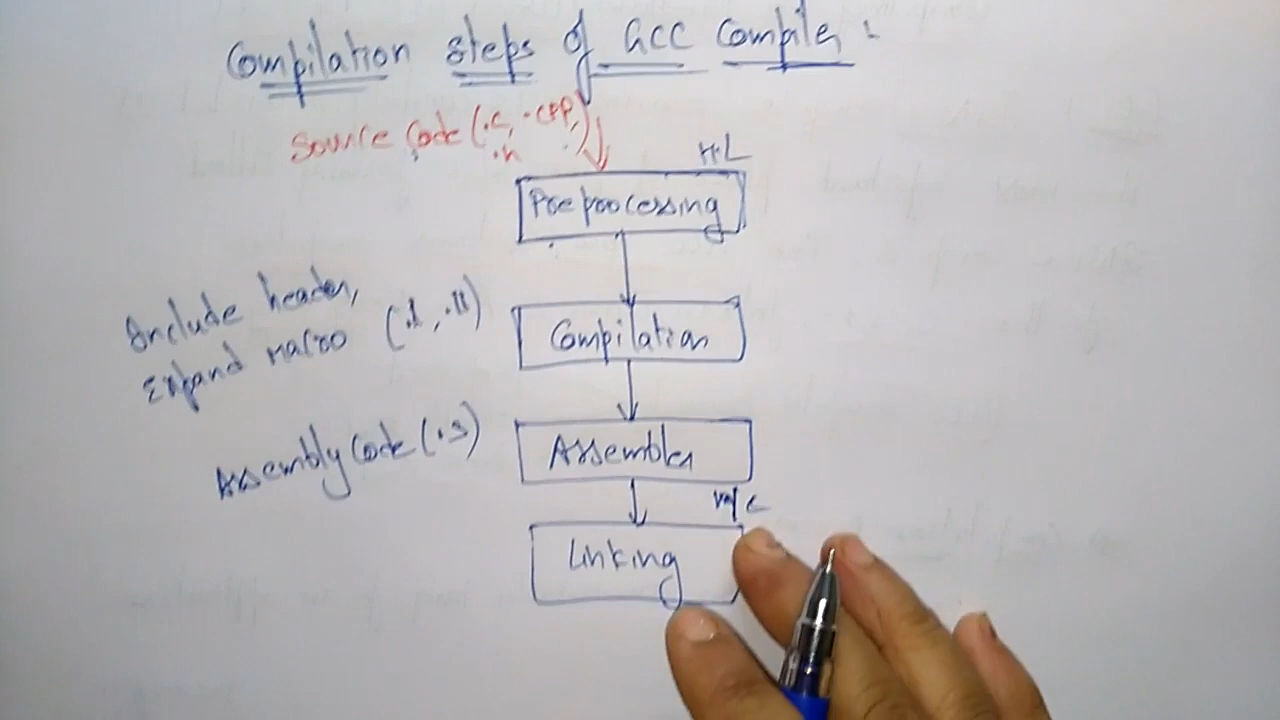 Compilation steps of GCC Compiler:
Source Code (.c, .cpp,
.h
H.L
Preprocessing
Include header,
Expand macro (.i, .ii)
Compilation
Assembly Code (.s)
Assembler
m/c
Linking